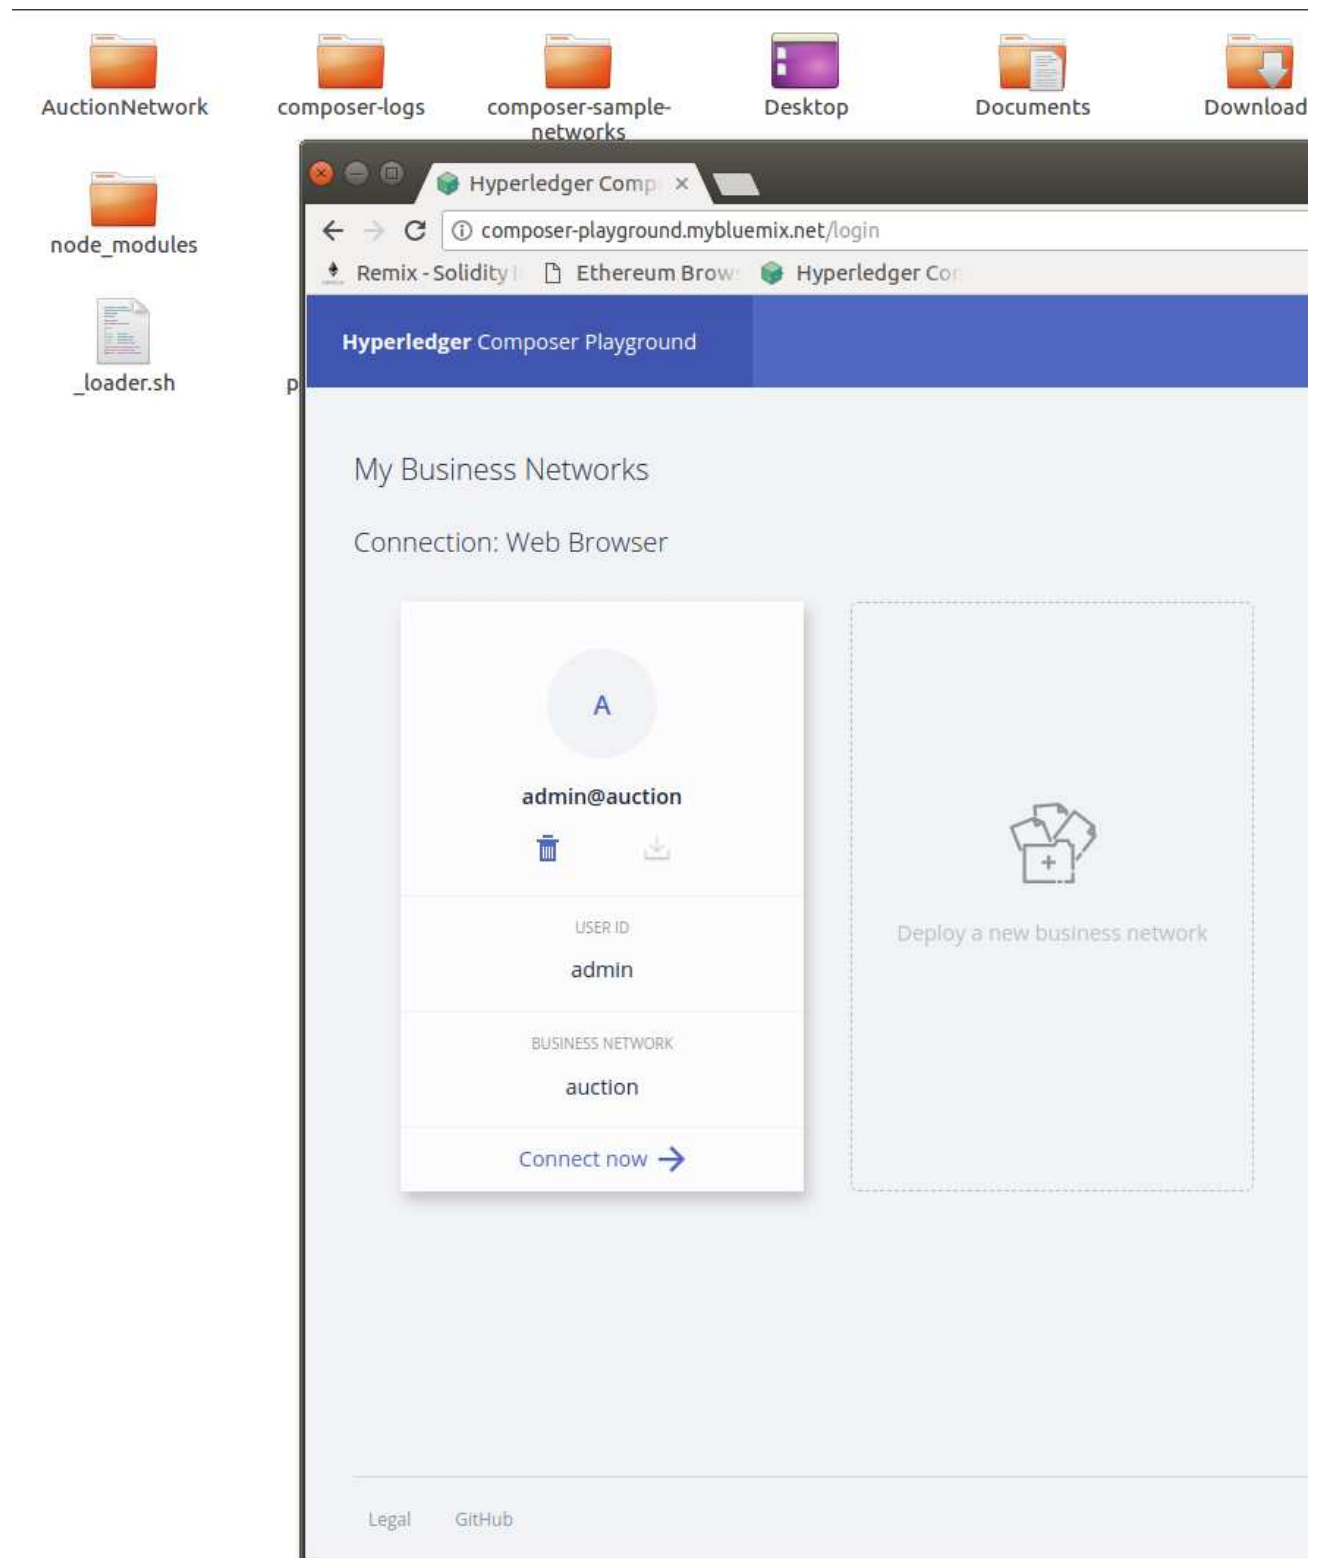 AuctionNetwork composer-logs composer-sample-networks Desktop Documents Download
node_modules
Hyperledger Comp
composer-playground.mybluemix.net/login
Remix - Solidity Ethereum Brow Hyperledger Con
_loader.sh p
Hyperledger Composer Playground
My Business Networks
Connection: Web Browser
A
admin@auction
USER ID
admin
BUSINESS NETWORK
auction
Connect now
Deploy a new business network
Legal GitHub